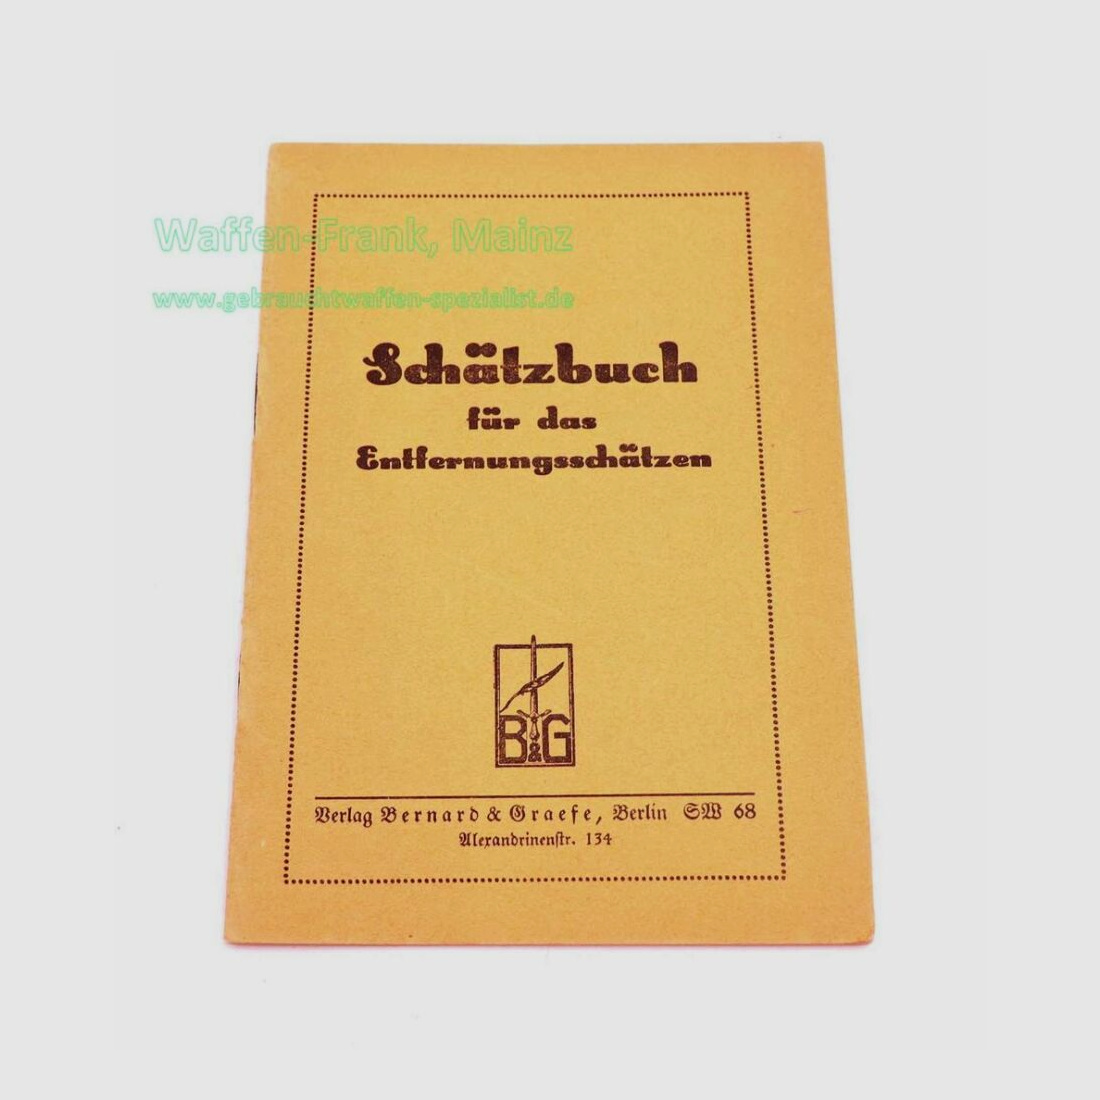 Waffen-Frank, Mainz
www.gebrauchtwaffen-spezialist.de
Schätzbuch
für das
Entfernungsschätzen
B&G
Verlag Bernard & Graefe, Berlin SW 68
Alexandrinenstr. 134